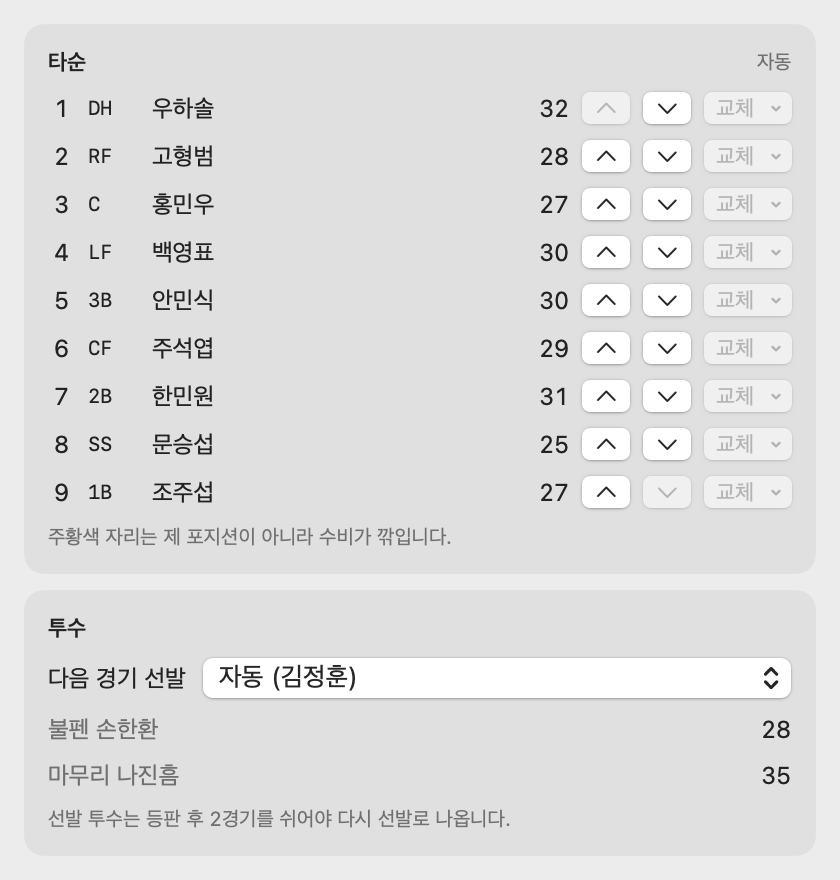 타순 자동
1 DH 우하솔 32 교체
2 RF 고형범 28 교체
3 C 홍민우 27 교체
4 LF 백영표 30 교체
5 3B 안민식 30 교체
6 CF 주석엽 29 교체
7 2B 한민원 31 교체
8 SS 문승섭 25 교체
9 1B 조주섭 27 교체
주황색 자리는 제 포지션이 아니라 수비가 깎입니다.
투수
다음 경기 선발 자동 (김정훈)
불펜 손한환 28
마무리 나진흠 35
선발 투수는 등판 후 2경기를 쉬어야 다시 선발로 나옵니다.